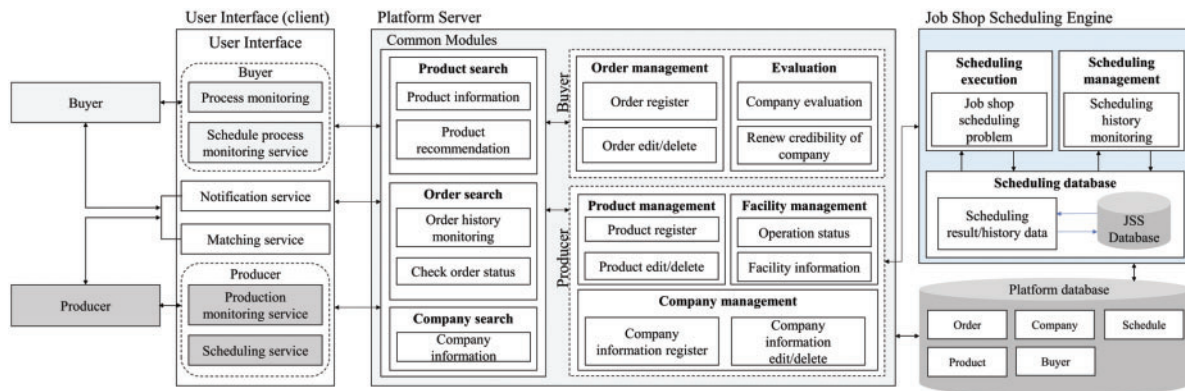 User Interface (client)
Platform Server
Job Shop Scheduling Engine
User Interface
Buyer
Process monitoring
Schedule process
monitoring service
Notification service
Matching service
Producer
Production
monitoring service
Scheduling service
Buyer
Producer
Common Modules
Product search
Product information
Product
recommendation
Order search
Order history
monitoring
Check order status
Company search
Company
information
Buyer
Order management
Order register
Order edit/delete
Evaluation
Company evaluation
Renew credibility of
company
Producer
Product management
Product register
Product edit/delete
Facility management
Operation status
Facility information
Company management
Company
information register
Company
information
edit/delete
Scheduling
execution
Job shop
scheduling
problem
Scheduling
management
Scheduling
history
monitoring
Scheduling database
Scheduling
result/history data
JSS
Database
Platform database
Order
Company
Schedule
Product
Buyer